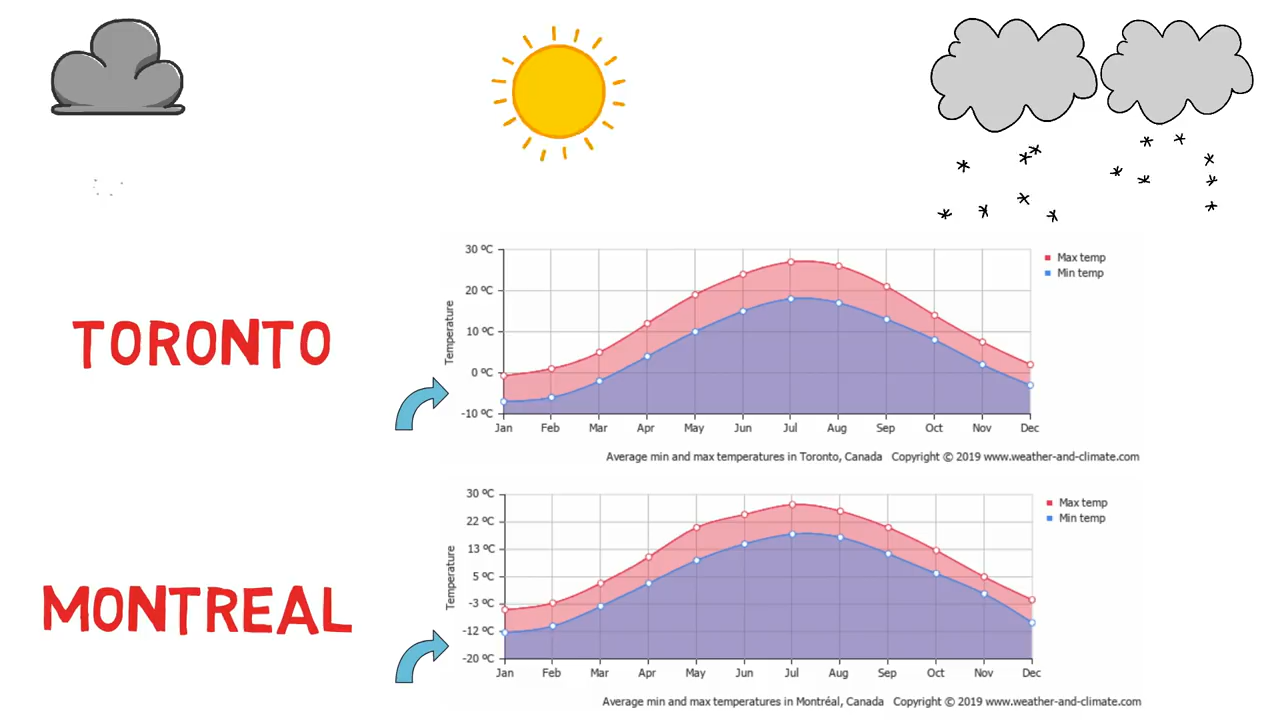 30 ºC
20 ºC
10 ºC
0 ºC
-10 ºC
Temperature
Jan Feb Mar Apr May Jun Jul Aug Sep Oct Nov Dec
Max temp
Min temp
Average min and max temperatures in Toronto, Canada Copyright © 2019 www.weather-and-climate.com
TORONTO
30 ºC
22 ºC
13 ºC
5 ºC
-3 ºC
-12 ºC
-20 ºC
Temperature
Jan Feb Mar Apr May Jun Jul Aug Sep Oct Nov Dec
Max temp
Min temp
Average min and max temperatures in Montréal, Canada Copyright © 2019 www.weather-and-climate.com
MONTREAL